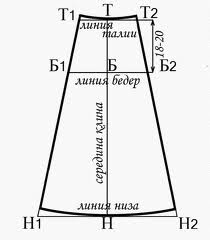 Т1 Т Т2
линия
талии
18-20
Б1 Б Б2
линия бедер
середина клина
линия низа
Н1 Н Н2